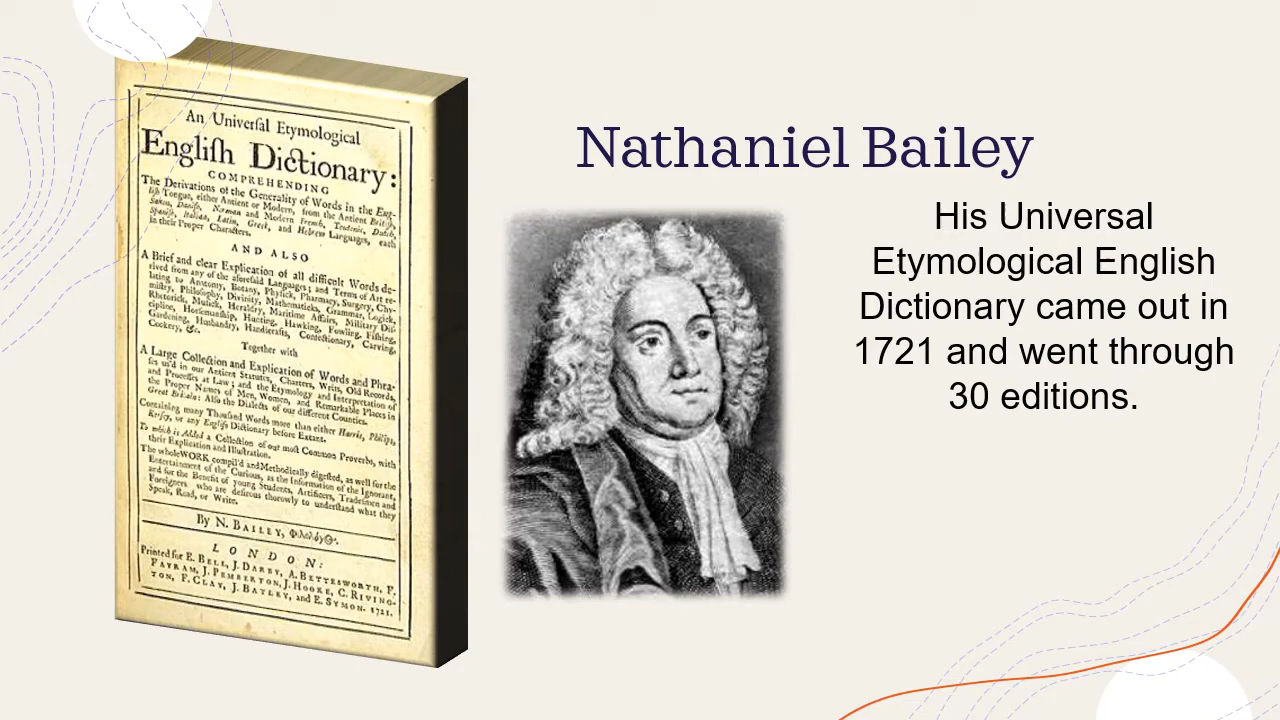 An Universal Etymological
Engliſh Dictionary:
COMPREHENDING
The Derivations of the Generality of Words in the Eng-
liſh Tongue, either Antient or Modern, from the Antient Britiſh,
Saxon, Daniſh, Norman and Modern French, Teutonic, Dutch,
Spaniſh, Italian, Latin, Greek, and Hebrew Languages, each
in their Proper Characters.
AND ALSO
A Brief and clear Explication of all difficult Words de-
rived from any of the aforeſaid Languages; and Terms of Art re-
lating to Anatomy, Botany, Phyſick, Pharmacy, Surgery, Chy-
miſtry, Philoſophy, Divinity, Mathematicks, Grammar, Logick,
Rhetorick, Muſick, Heraldry, Maritime Affairs, Military Diſ-
cipline, Horſemanſhip, Hunting, Hawking, Fowling, Fiſhing,
Gardening, Husbandry, Handicrafts, Confectionary, Carving,
Cookery, &c.
Together with
A Large Collection and Explication of Words and Phra-
ſes us'd in our Antient Statutes, Charters, Writs, Old Records,
and Proceſſes at Law; and the Etymology and Interpretation of
the Proper Names of Men, Women, and Remarkable Places in
Great Britain: Alſo the Dialects of our different Counties.
Containing many Thouſand Words more than either Harris, Philips,
Kerſey, or any Engliſh Dictionary before Extant.
To which is Added a Collection of our moſt Common Proverbs, with
their Explication and Illuſtration.
The whole WORK compil'd and Methodically digeſted, as well for the
Entertainment of the Curious, as the Information of the Ignorant,
and for the Benefit of young Students, Artificers, Tradeſmen and
Foreigners who are deſirous thorowly to underſtand what they
Speak, Read, or Write.
By N. BAILEY, Φιλολόγος.
LONDON:
Printed for E. BELL, J. DARBY, A. BETTESWORTH, F.
FAYRAM, J. PEMBERTON, J. HOOKE, C. RIVING-
TON, F. CLAY, J. BATLEY, and E. SYMON. 1721.
Nathaniel Bailey
His Universal
Etymological English
Dictionary came out in
1721 and went through
30 editions.